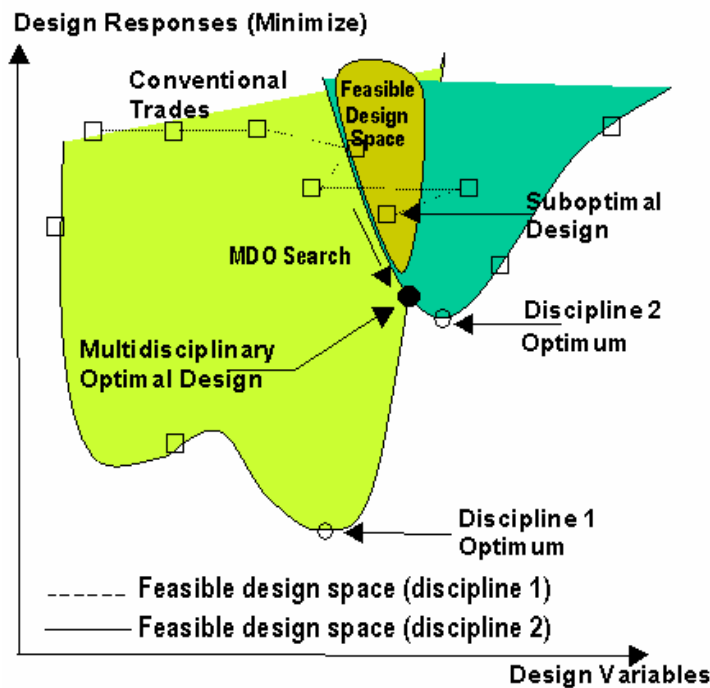 Design Responses (Minimize)
Conventional
Trades
Feasible
Design
Space
Suboptimal
Design
MDO Search
Discipline 2
Optimum
Multidisciplinary
Optimal Design
Discipline 1
Optimum
Feasible design space (discipline 1)
Feasible design space (discipline 2)
Design Variables